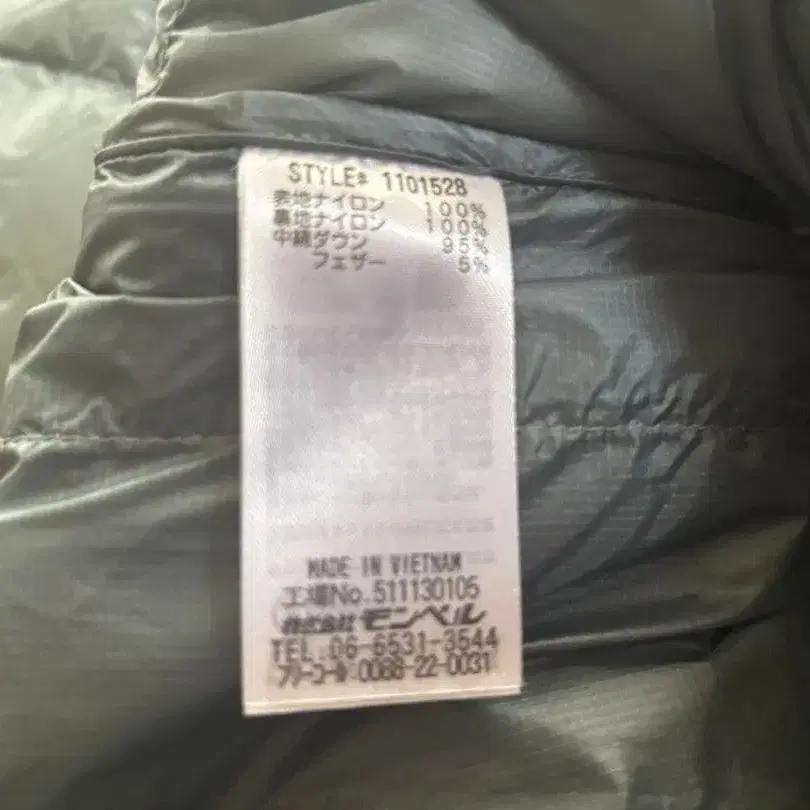 STYLE# 1101528
表地ナイロン 100%
裏地ナイロン 100%
中綿ダウン 95%
フェザー 5%
MADE IN VIETNAM
工場No.511130105
株式会社モンベル
TEL.06-6531-3544
フリーコール:0088-22-0031